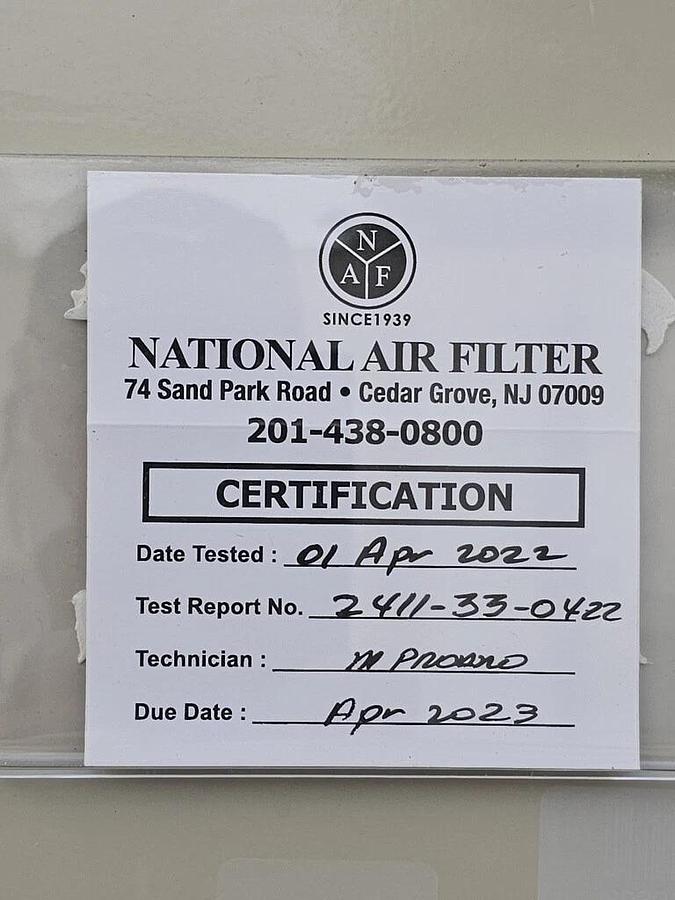 N
A F
SINCE1939
NATIONAL AIR FILTER
74 Sand Park Road • Cedar Grove, NJ 07009
201-438-0800
CERTIFICATION
Date Tested : 01 Apr 2022
Test Report No. 2411-33-0422
Technician : M PROANO
Due Date : Apr 2023